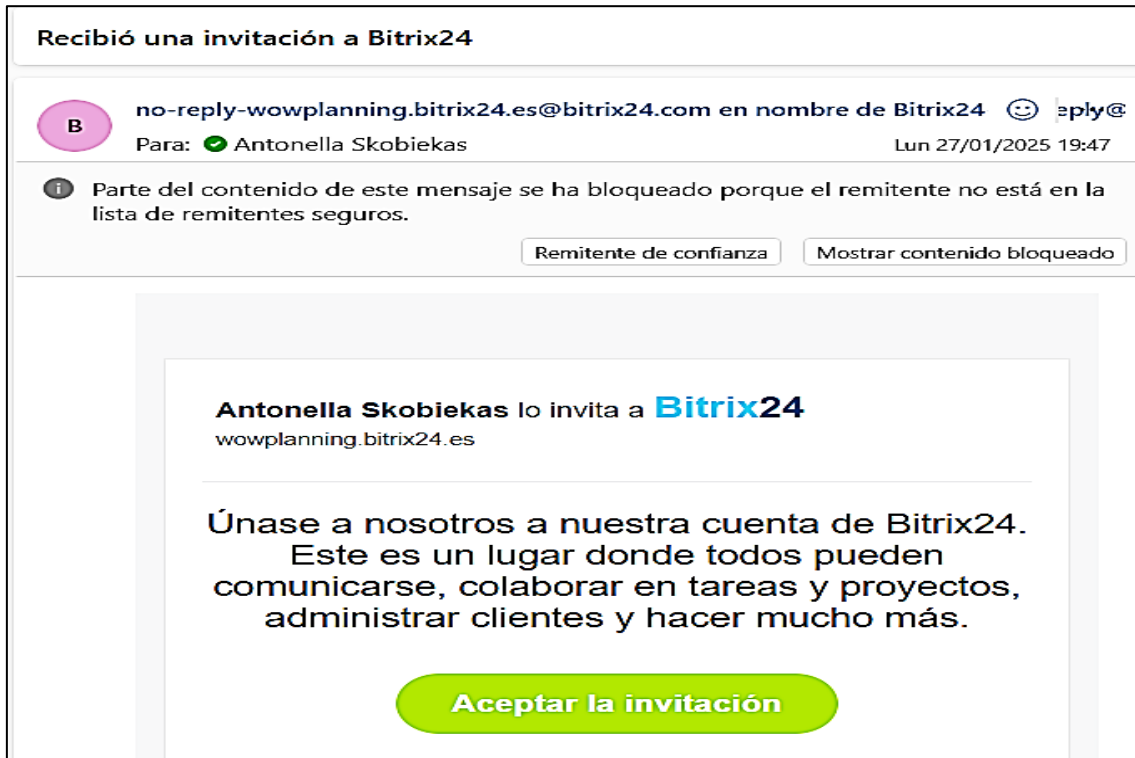 Recibió una invitación a Bitrix24
B
no-reply-wowplanning.bitrix24.es@bitrix24.com en nombre de Bitrix24
Para: Antonella Skobiekas
Lun 27/01/2025 19:47
Parte del contenido de este mensaje se ha bloqueado porque el remitente no está en la
lista de remitentes seguros.
Remitente de confianza
Mostrar contenido bloqueado
Antonella Skobiekas lo invita a Bitrix24
wowplanning.bitrix24.es
Únase a nosotros a nuestra cuenta de Bitrix24.
Este es un lugar donde todos pueden
comunicarse, colaborar en tareas y proyectos,
administrar clientes y hacer mucho más.
Aceptar la invitación